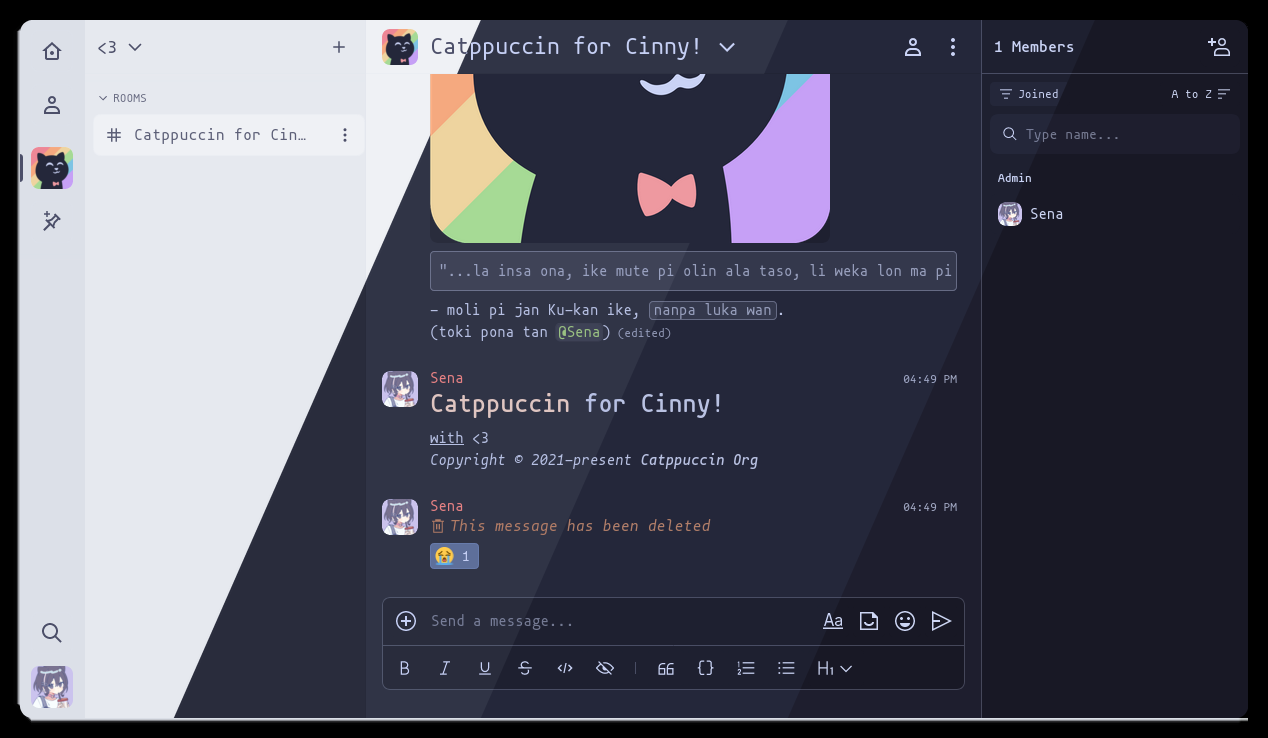 <3
ROOMS
Catppuccin for Cin…
Catppuccin for Cinny!
"...la insa ona, ike mute pi olin ala taso, li weka lon ma pi
— moli pi jan Ku-kan ike, nanpa luka wan.
(toki pona tan @Sena) (edited)
Sena 04:49 PM
Catppuccin for Cinny!
with <3
Copyright © 2021-present Catppuccin Org
Sena 04:49 PM
This message has been deleted
😭 1
Send a message...
Aa
B I U S </> {} H1
1 Members
Joined
A to Z
Type name...
Admin
Sena